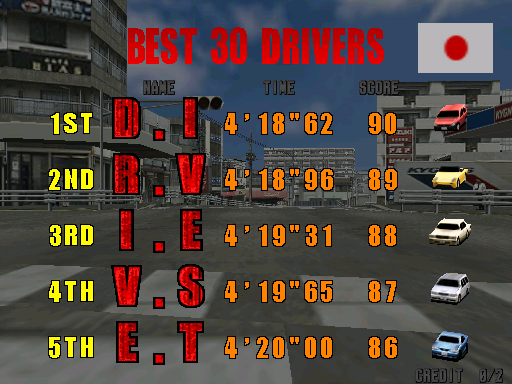 BEST 30 DRIVERS
NAME TIME SCORE
1ST D.I 4'18"62 90
2ND R.V 4'18"96 89
3RD I.E 4'19"31 88
4TH V.S 4'19"65 87
5TH E.T 4'20"00 86
CREDIT 0/2